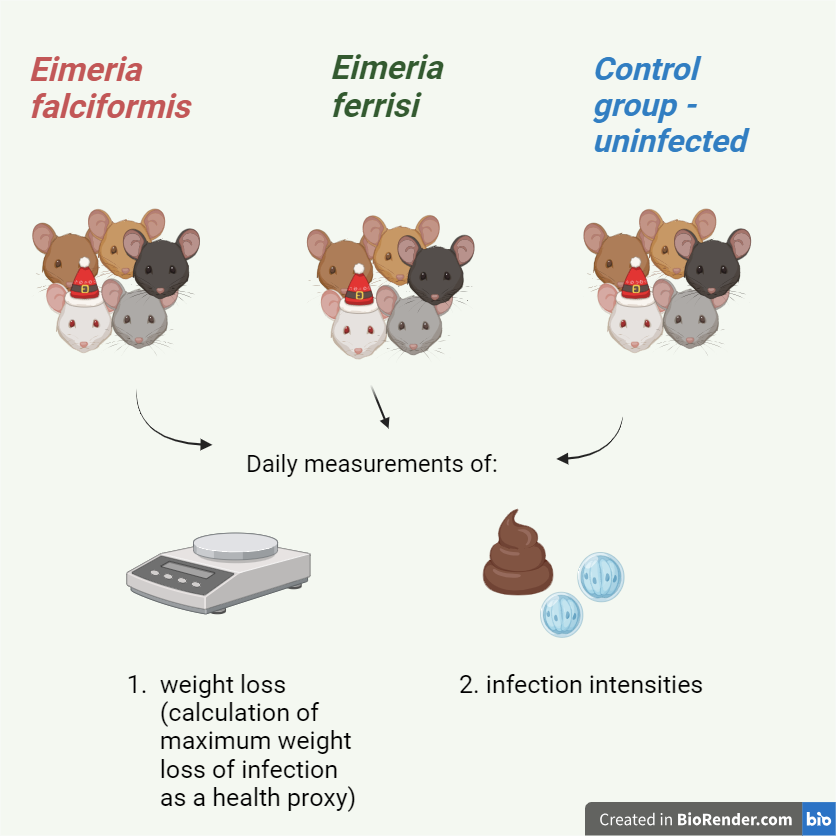 Eimeria
falciformis
Eimeria
ferrisi
Control
group -
uninfected
Daily measurements of:
1. weight loss
(calculation of
maximum weight
loss of infection
as a health proxy)
2. infection intensities
Created in BioRender.com bio